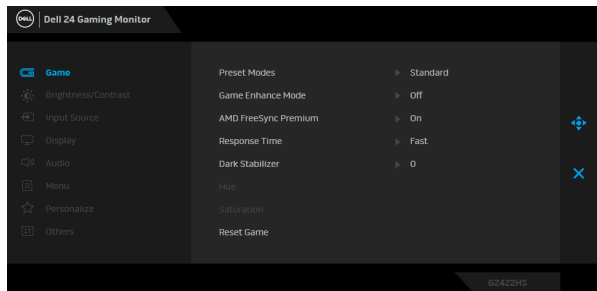 DELL
Dell 24 Gaming Monitor
Game
Preset Modes Standard
Brightness/Contrast
Game Enhance Mode Off
Input Source
AMD FreeSync Premium On
Display
Response Time Fast
Audio
Dark Stabilizer 0
Menu
Hue
Personalize
Saturation
Others
Reset Game
G2422HS